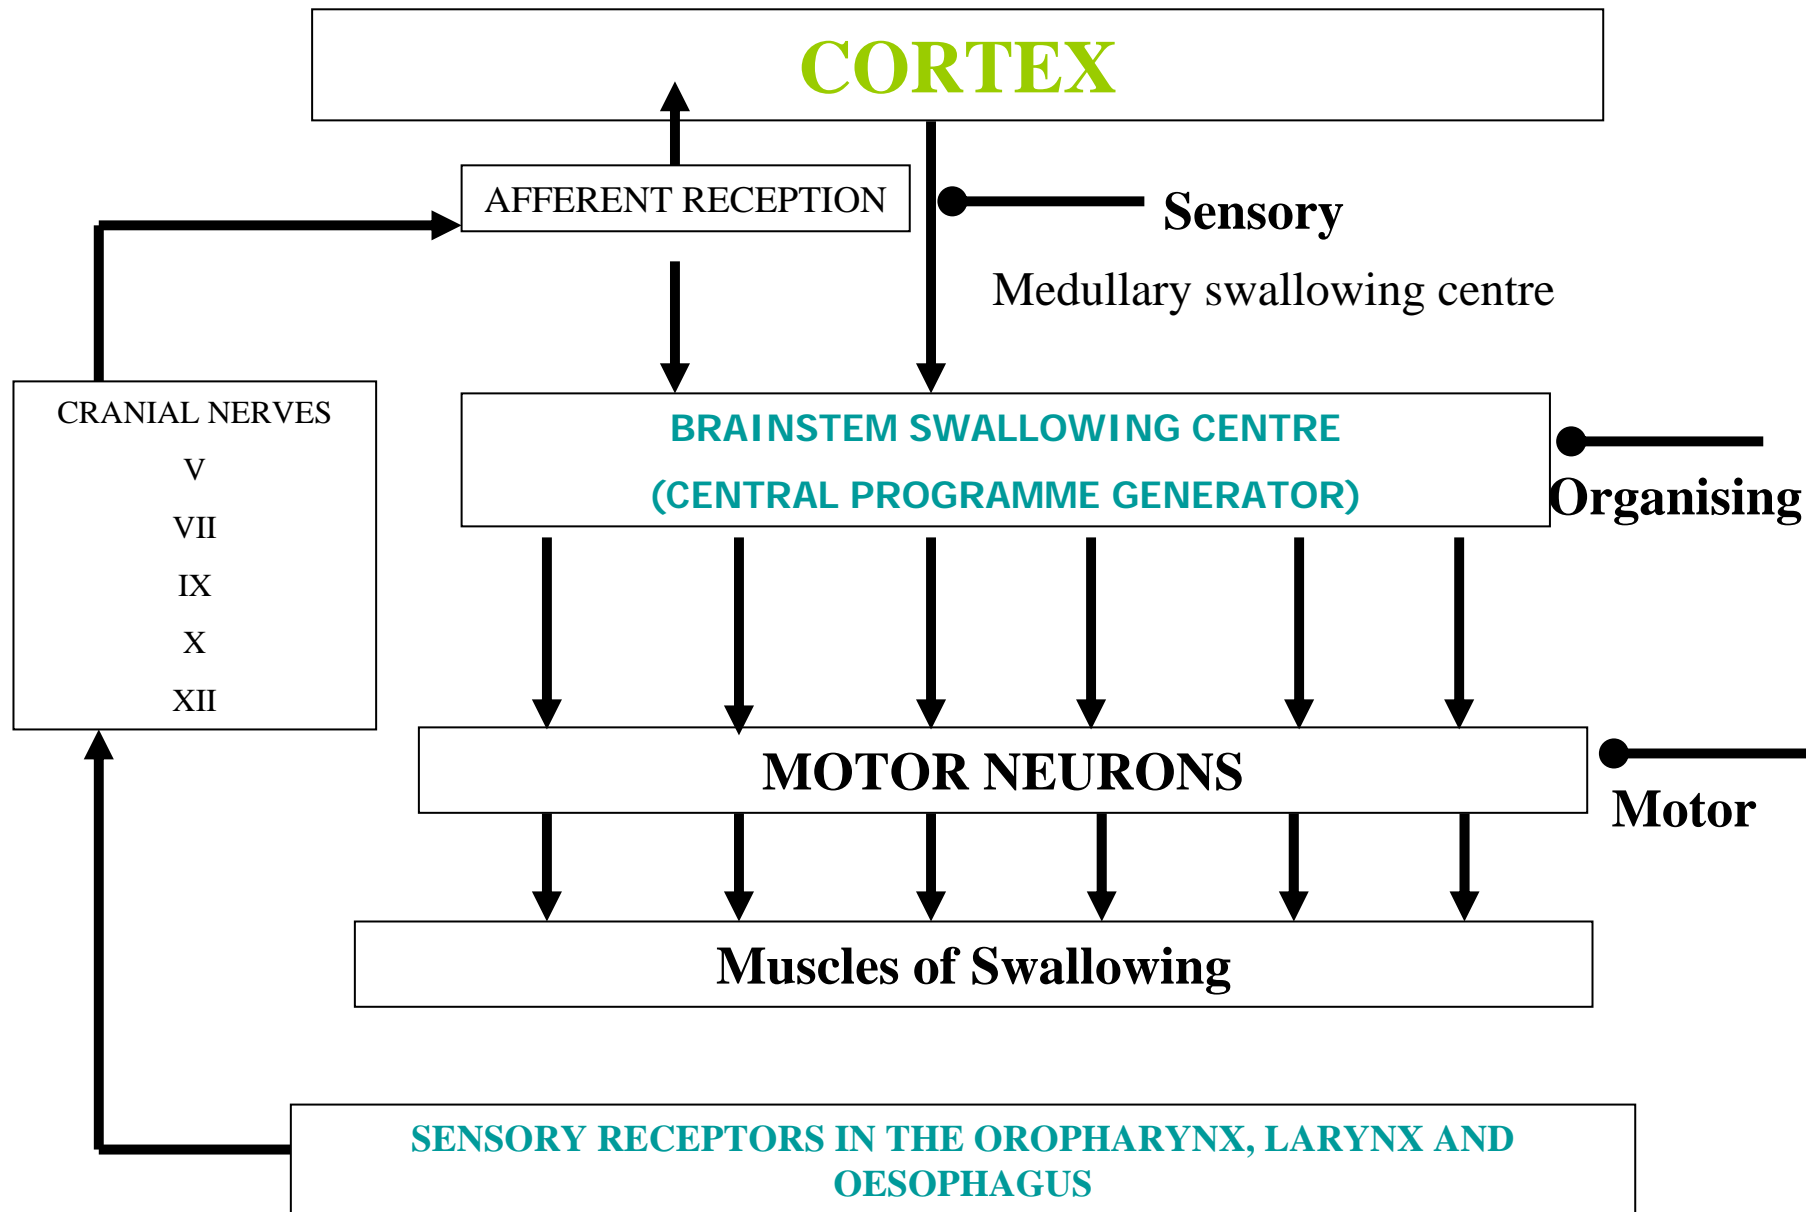 CORTEX
AFFERENT RECEPTION
Sensory
Medullary swallowing centre
CRANIAL NERVES
V
VII
IX
X
XII
BRAINSTEM SWALLOWING CENTRE
(CENTRAL PROGRAMME GENERATOR)
Organising
MOTOR NEURONS
Motor
Muscles of Swallowing
SENSORY RECEPTORS IN THE OROPHARYNX, LARYNX AND
OESOPHAGUS